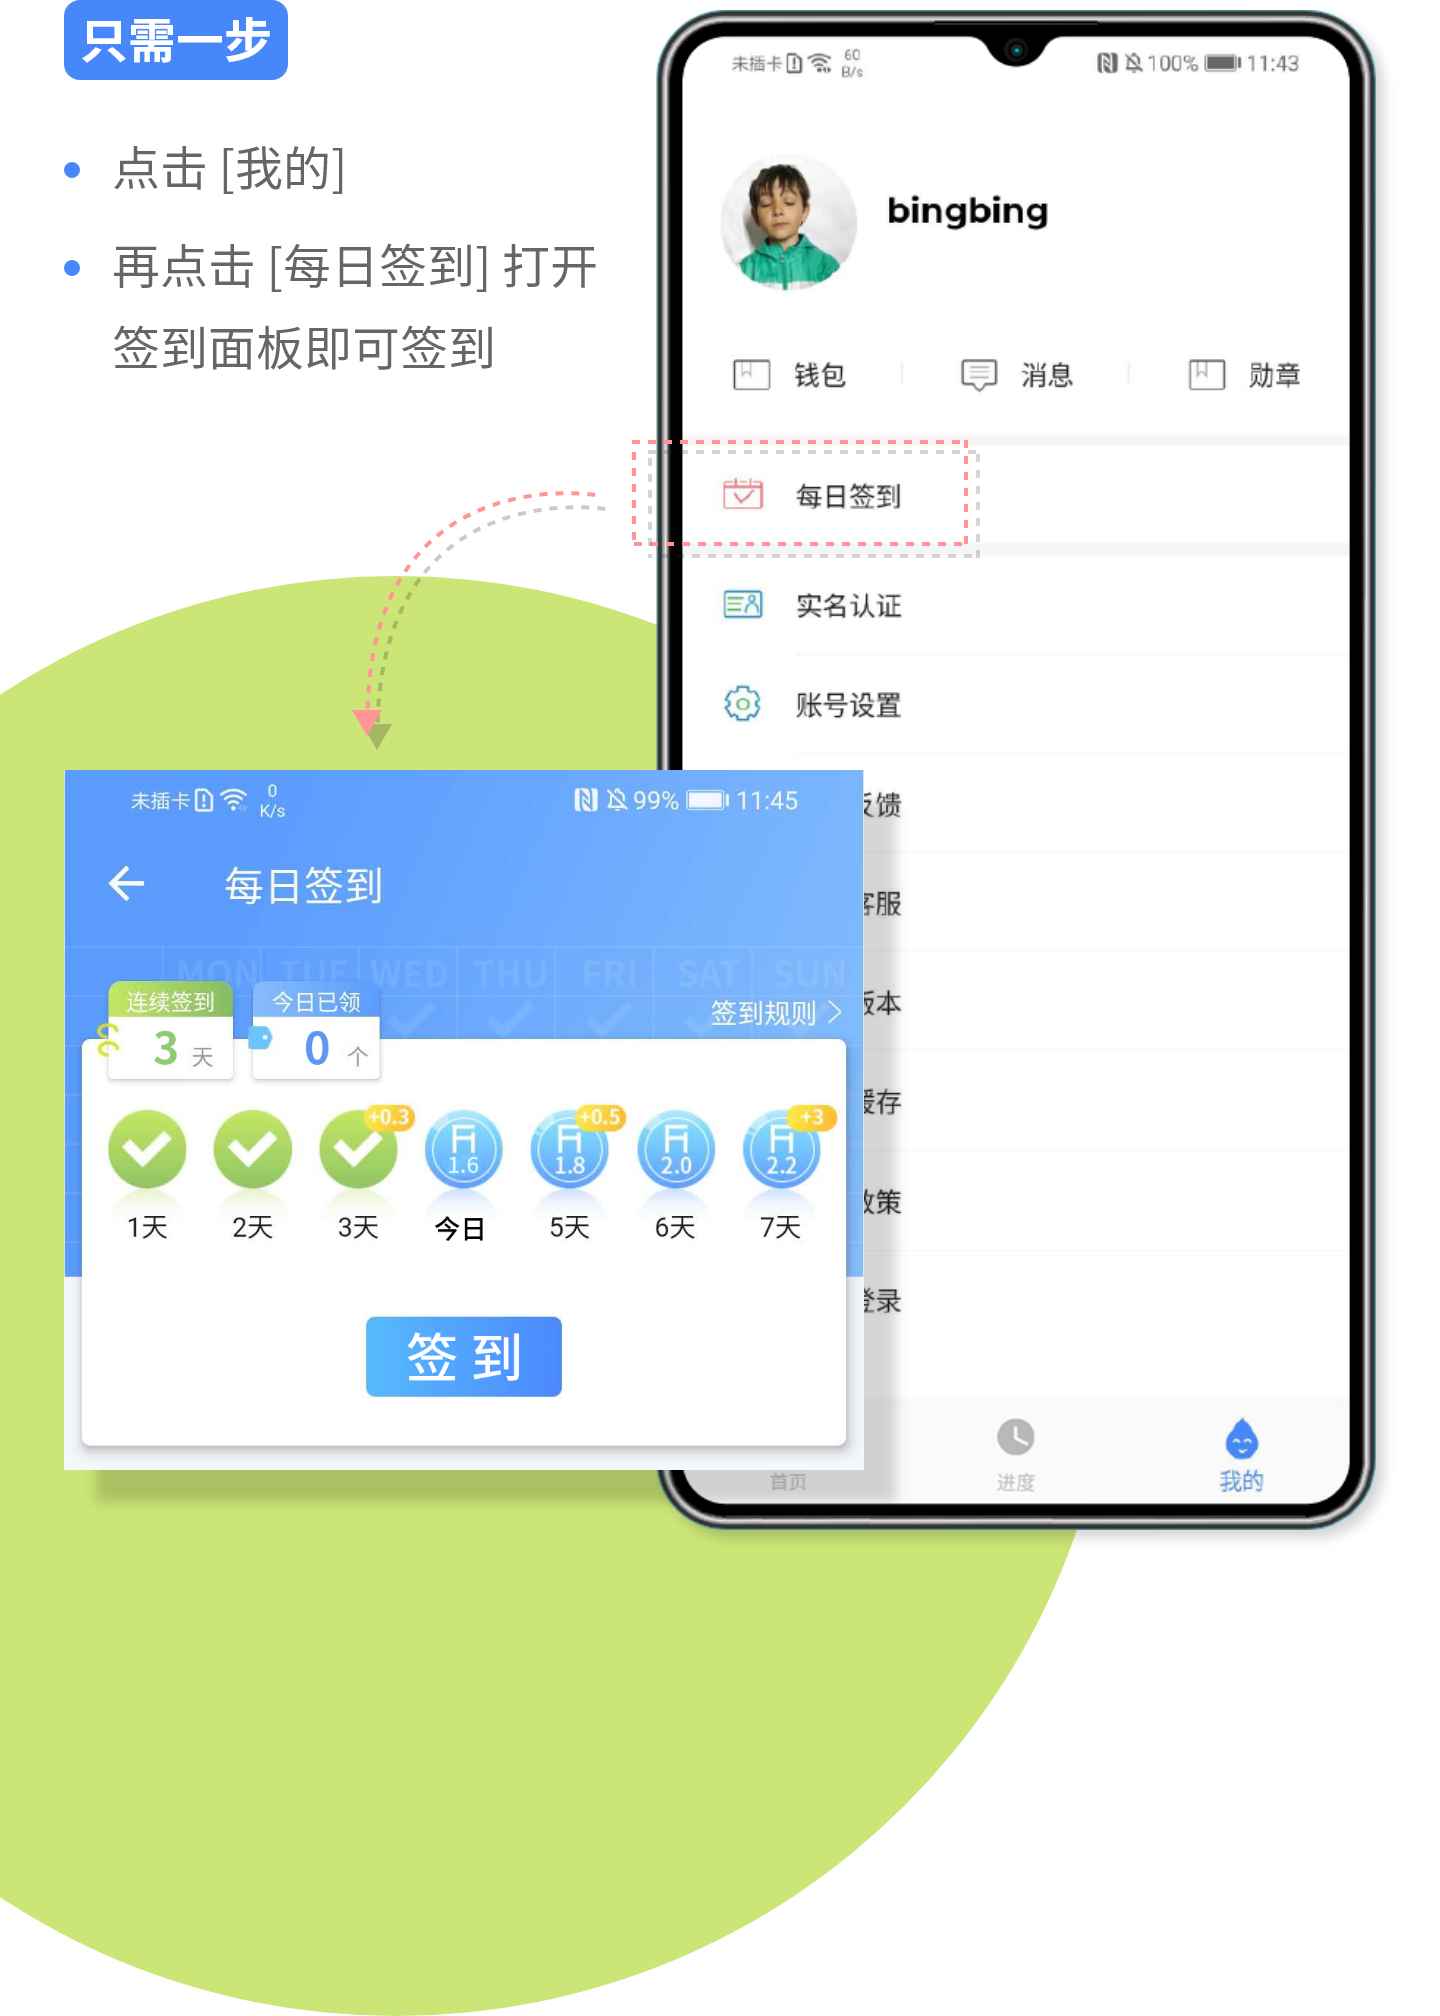 只需一步
点击 [我的]
再点击 [每日签到] 打开
签到面板即可签到
未插卡 60 B/s 100% 11:43
bingbing
钱包 消息 勋章
每日签到
实名认证
账号设置
馈
服
版本
存
策
录
首页 进度 我的
未插卡 0 K/s 99% 11:45
每日签到
MON TUE WED THU FRI SAT SUN
连续签到 今日已领 签到规则
3 天 0 个
+0.3 +0.5 +3
1.6 1.8 2.0 2.2
1天 2天 3天 今日 5天 6天 7天
签到